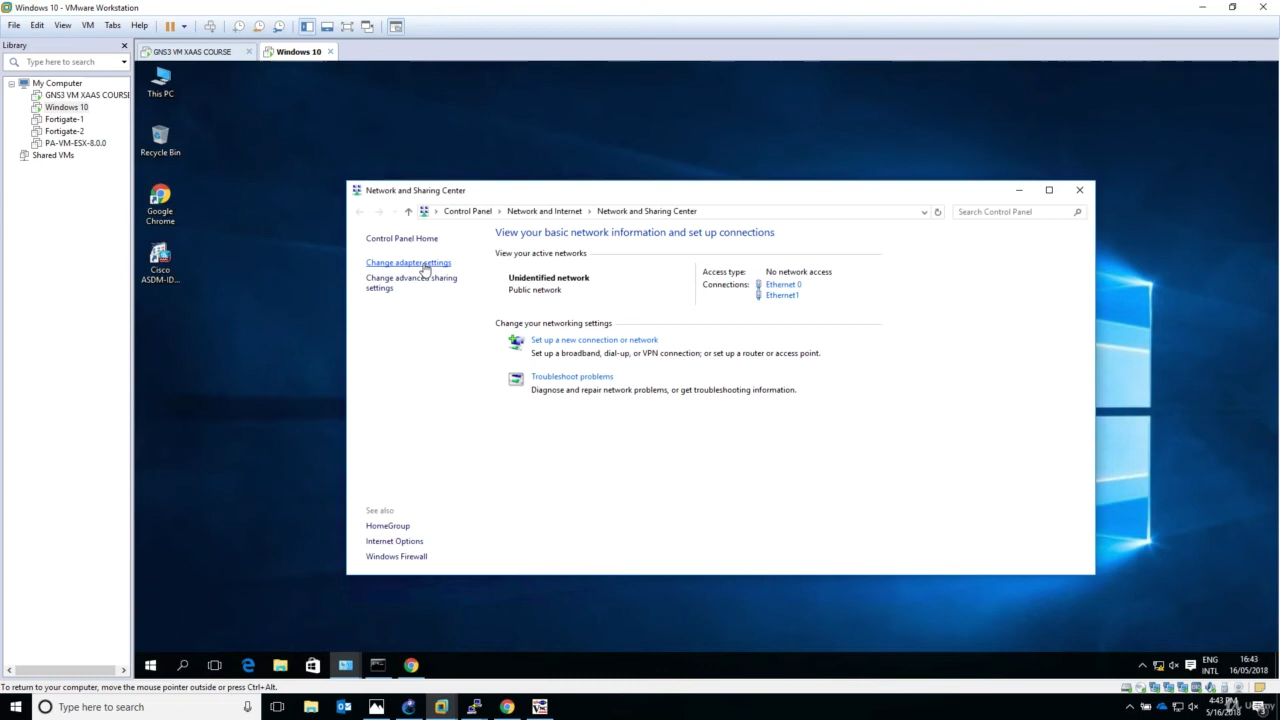 Windows 10 - VMware Workstation
File Edit View VM Tabs Help
Library
Type here to search
My Computer
GNS3 VM XAAS COURSE
Windows 10
Fortigate-1
Fortigate-2
PA-VM-ESX-8.0.0
Shared VMs
GNS3 VM XAAS COURSE
Windows 10
This PC
Recycle Bin
Google
Chrome
Cisco
ASDM-ID...
Network and Sharing Center
Control Panel > Network and Internet > Network and Sharing Center
Search Control Panel
Control Panel Home
Change adapter settings
Change advanced sharing
settings
See also
HomeGroup
Internet Options
Windows Firewall
View your basic network information and set up connections
View your active networks
Unidentified network
Public network
Access type: No network access
Connections: Ethernet 0
Ethernet1
Change your networking settings
Set up a new connection or network
Set up a broadband, dial-up, or VPN connection; or set up a router or access point.
Troubleshoot problems
Diagnose and repair network problems, or get troubleshooting information.
ENG
INTL
16:43
16/05/2018
To return to your computer, move the mouse pointer outside or press Ctrl+Alt.
Type here to search
4:43 PM
5/16/2018
Udemy